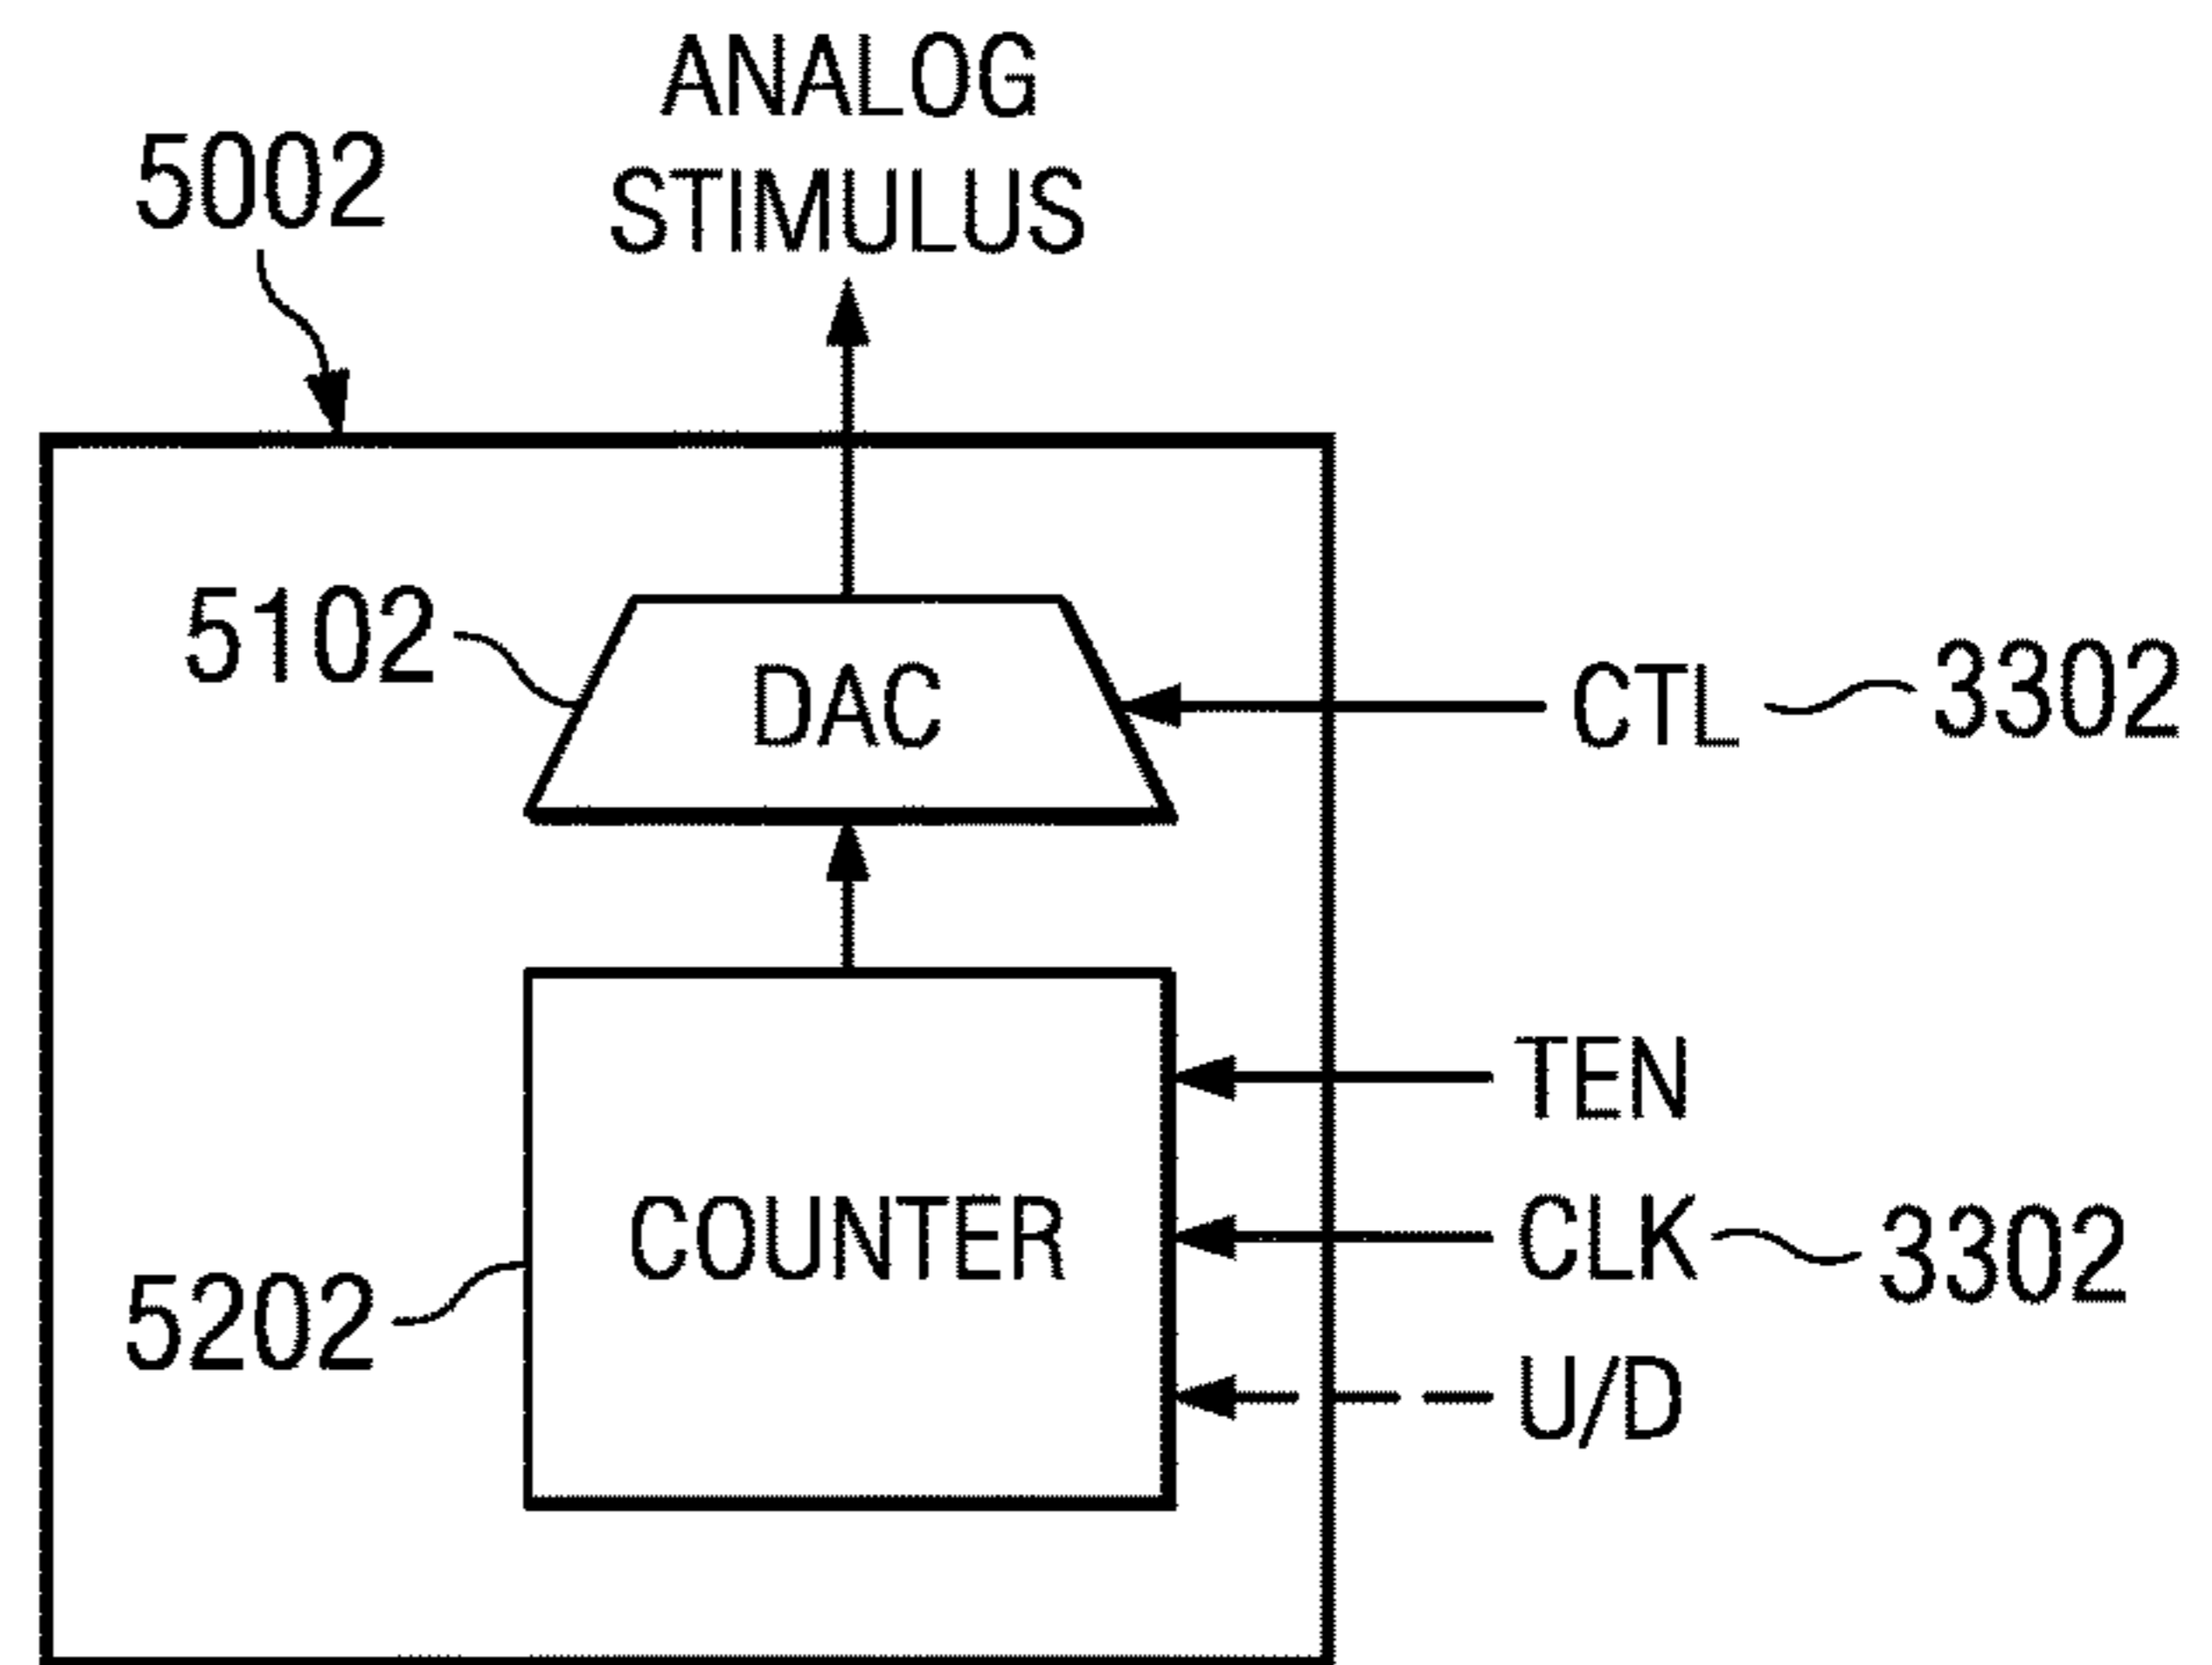 ANALOG
STIMULUS
5002
5102
DAC
CTL
3302
TEN
COUNTER
CLK
3302
5202
U/D